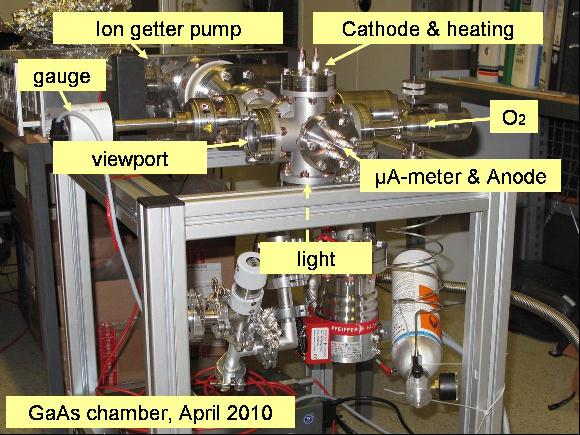 Ion getter pump
Cathode & heating
gauge
O2
viewport
µA-meter & Anode
light
PFEIFFER
GaAs chamber, April 2010